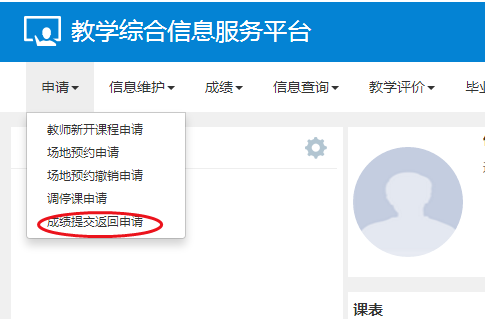 教学综合信息服务平台
申请 信息维护 成绩 信息查询 教学评价 毕业
教师新开课程申请
场地预约申请
场地预约撤销申请
调停课申请
成绩提交返回申请
课表